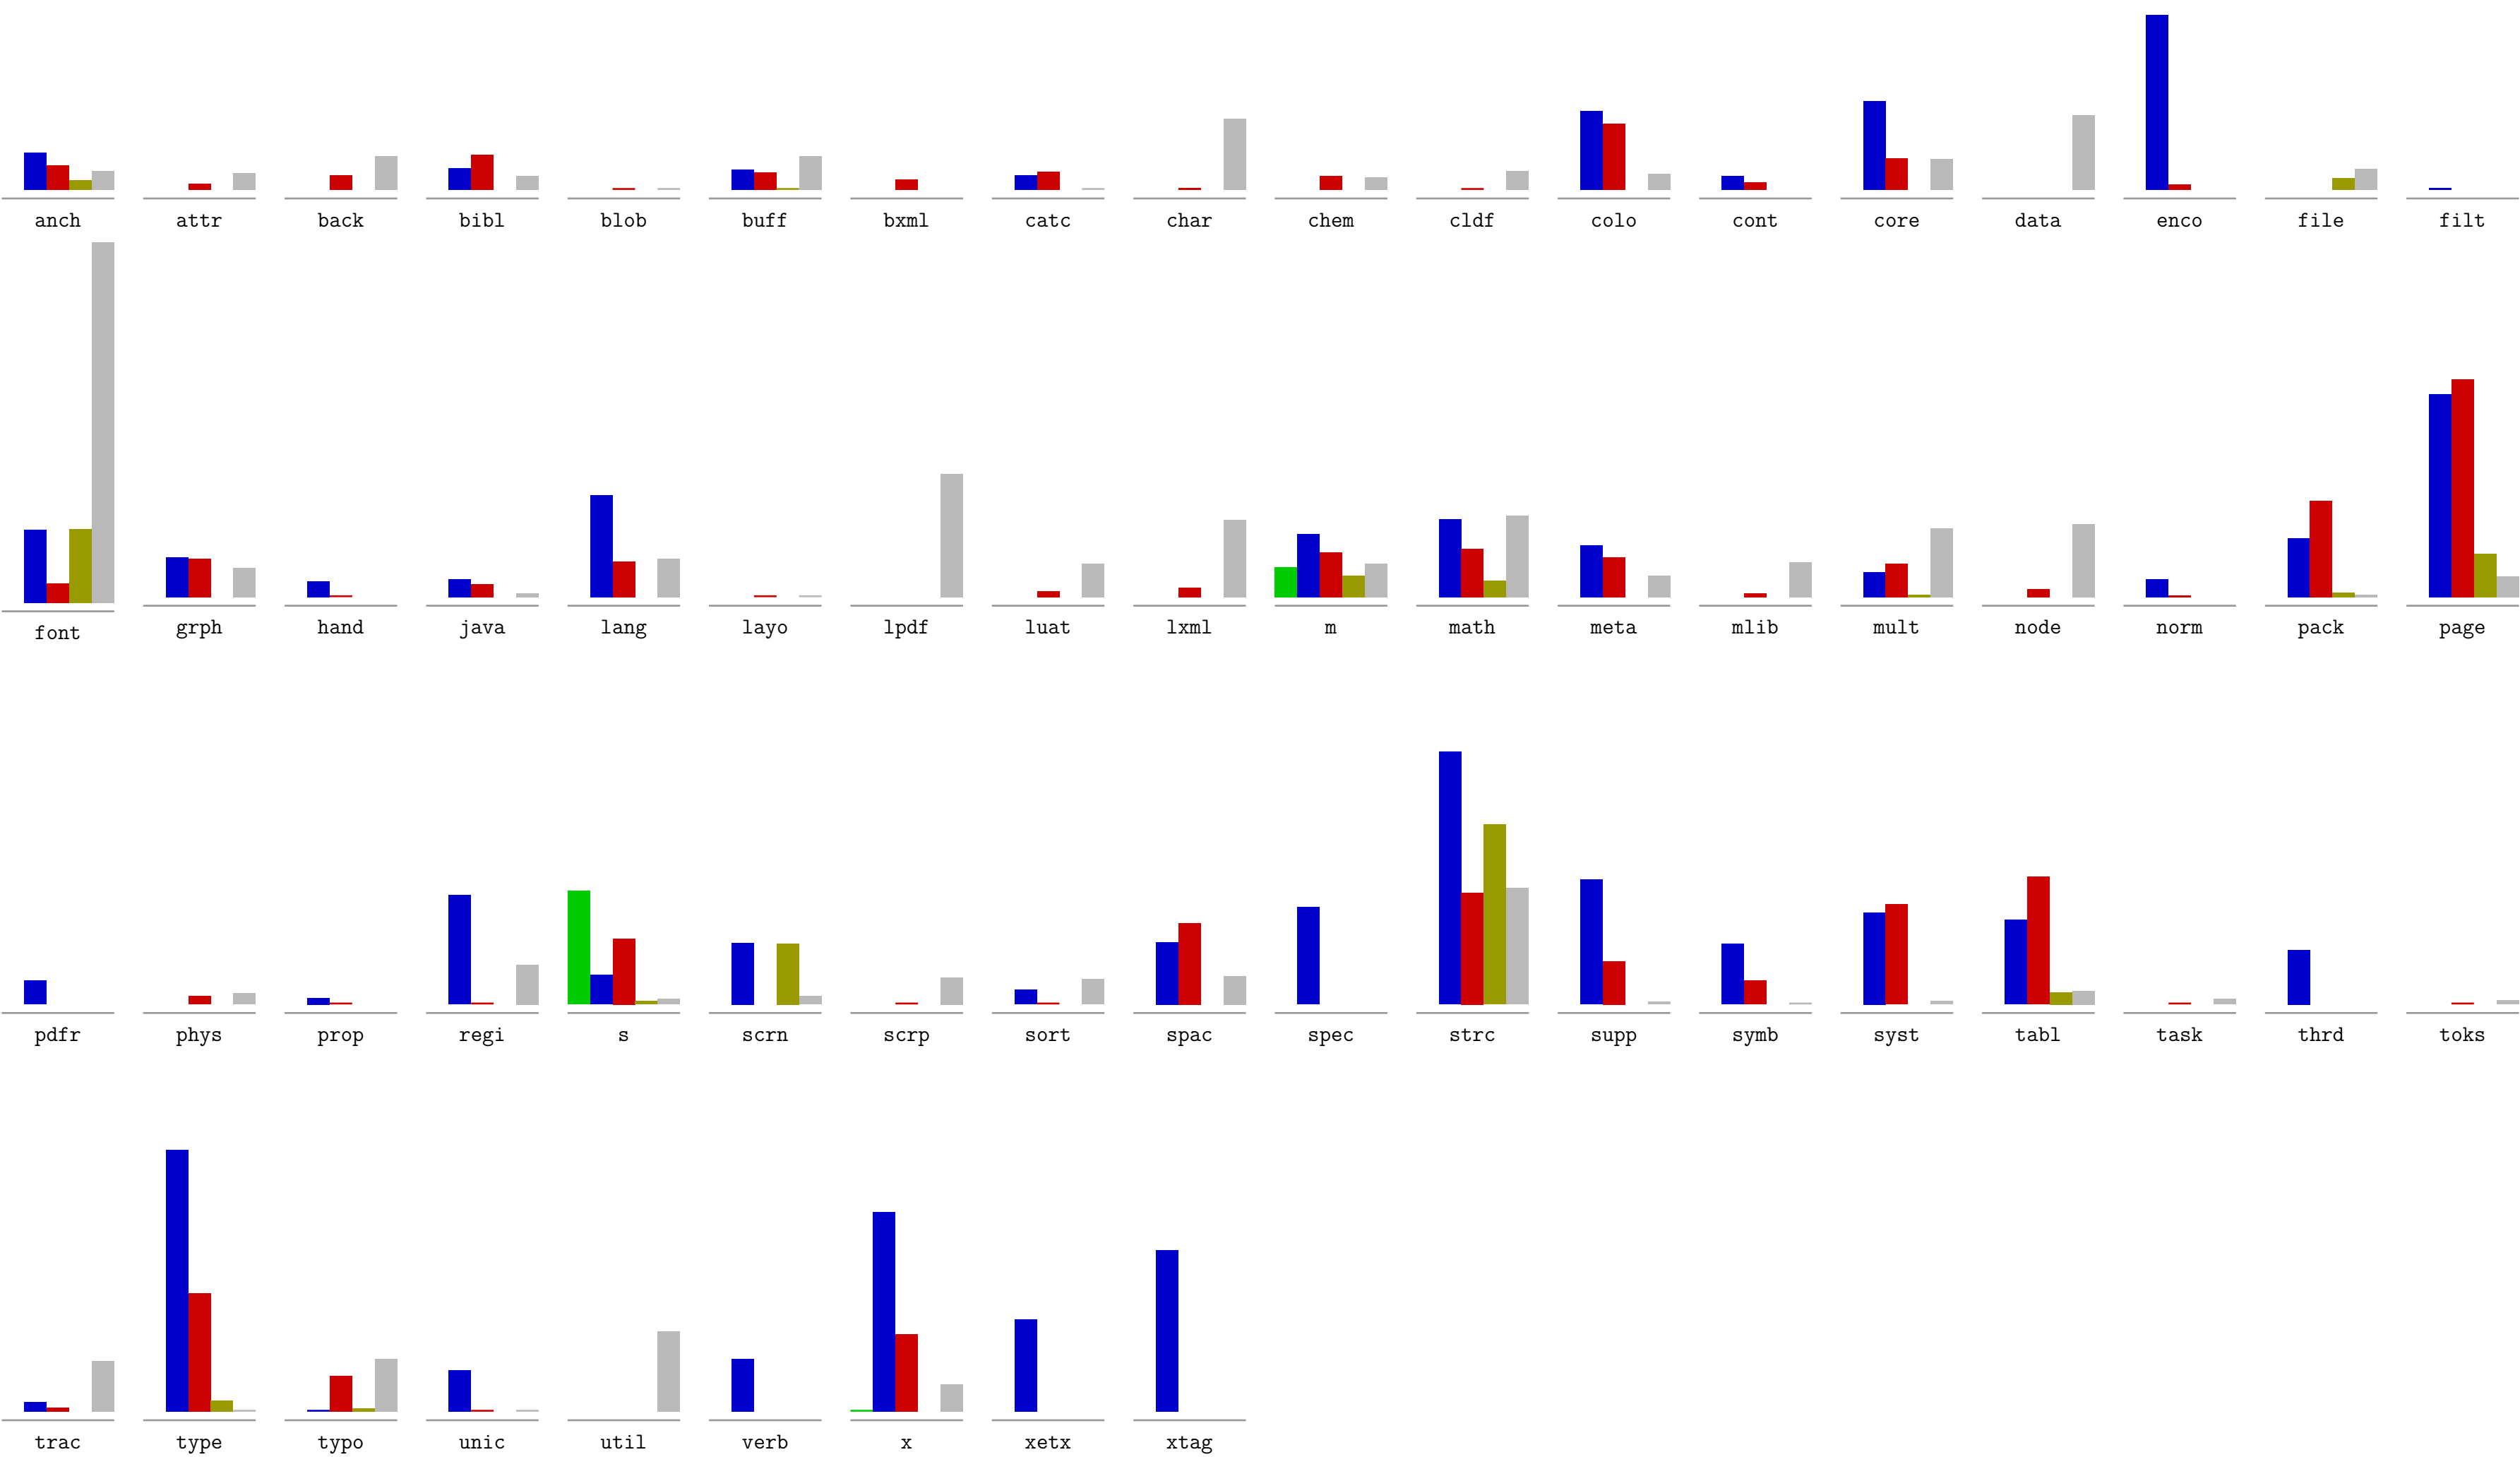 anch attr back bibl blob buff bxml catc char chem cldf colo cont core data enco file filt
font grph hand java lang layo lpdf luat lxml m math meta mlib mult node norm pack page
pdfr phys prop regi s scrn scrp sort spac spec strc supp symb syst tabl task thrd toks
trac type typo unic util verb x xetx xtag